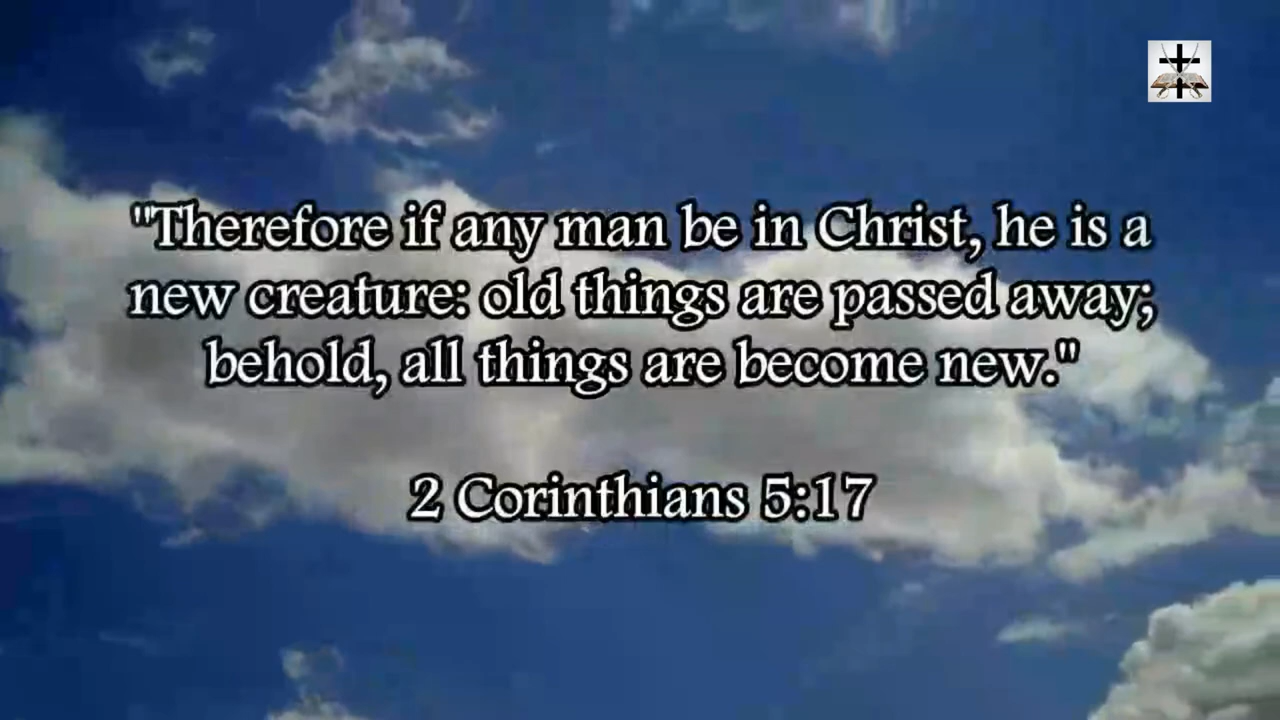 "Therefore if any man be in Christ, he is a
new creature: old things are passed away;
behold, all things are become new."
2 Corinthians 5:17